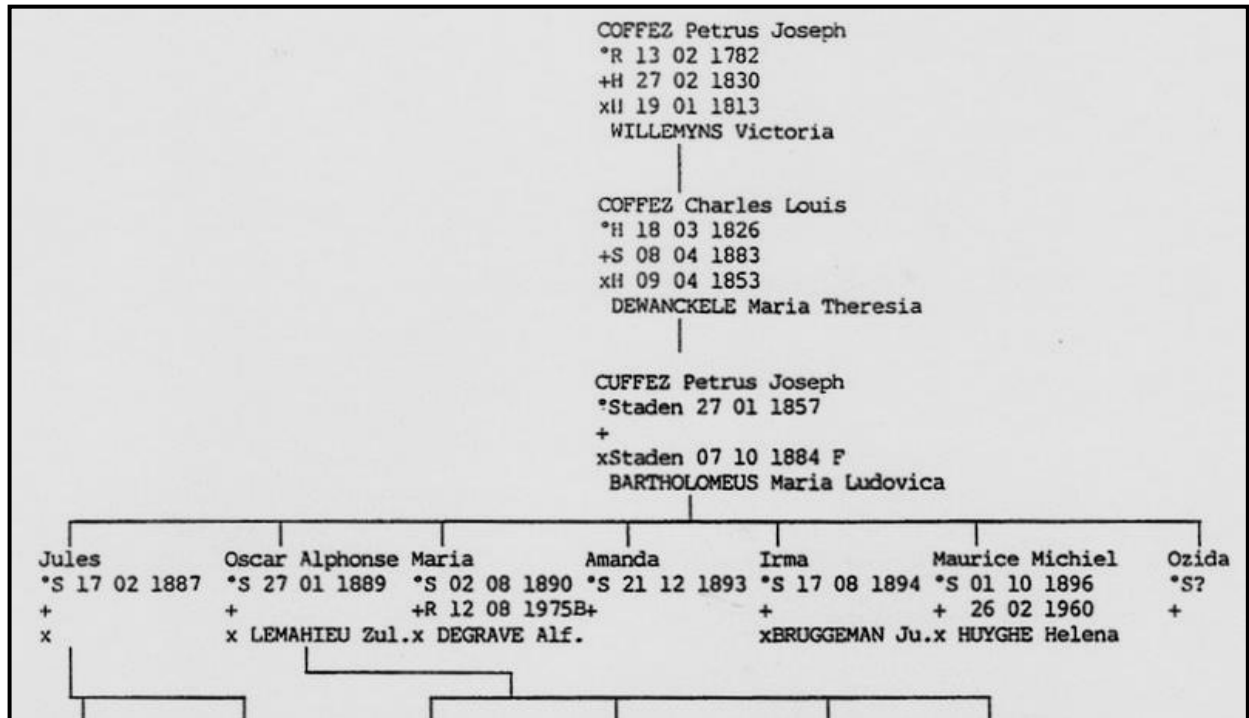 COFFEZ Petrus Joseph
°R 13 02 1782
+H 27 02 1830
xH 19 01 1813
WILLEMYNS Victoria
COFFEZ Charles Louis
°H 18 03 1826
+S 08 04 1883
xH 09 04 1853
DEWANCKELE Maria Theresia
CUFFEZ Petrus Joseph
°Staden 27 01 1857
+
xStaden 07 10 1884 F
BARTHOLOMEUS Maria Ludovica
Jules Oscar Alphonse Maria Amanda Irma Maurice Michiel Ozida
°S 17 02 1887 °S 27 01 1889 °S 02 08 1890 °S 21 12 1893 °S 17 08 1894 °S 01 10 1896 °S?
+ + +R 12 08 1975B+ + + 26 02 1960 +
x x LEMAHIEU Zul.x DEGRAVE Alf. xBRUGGEMAN Ju.x HUYGHE Helena